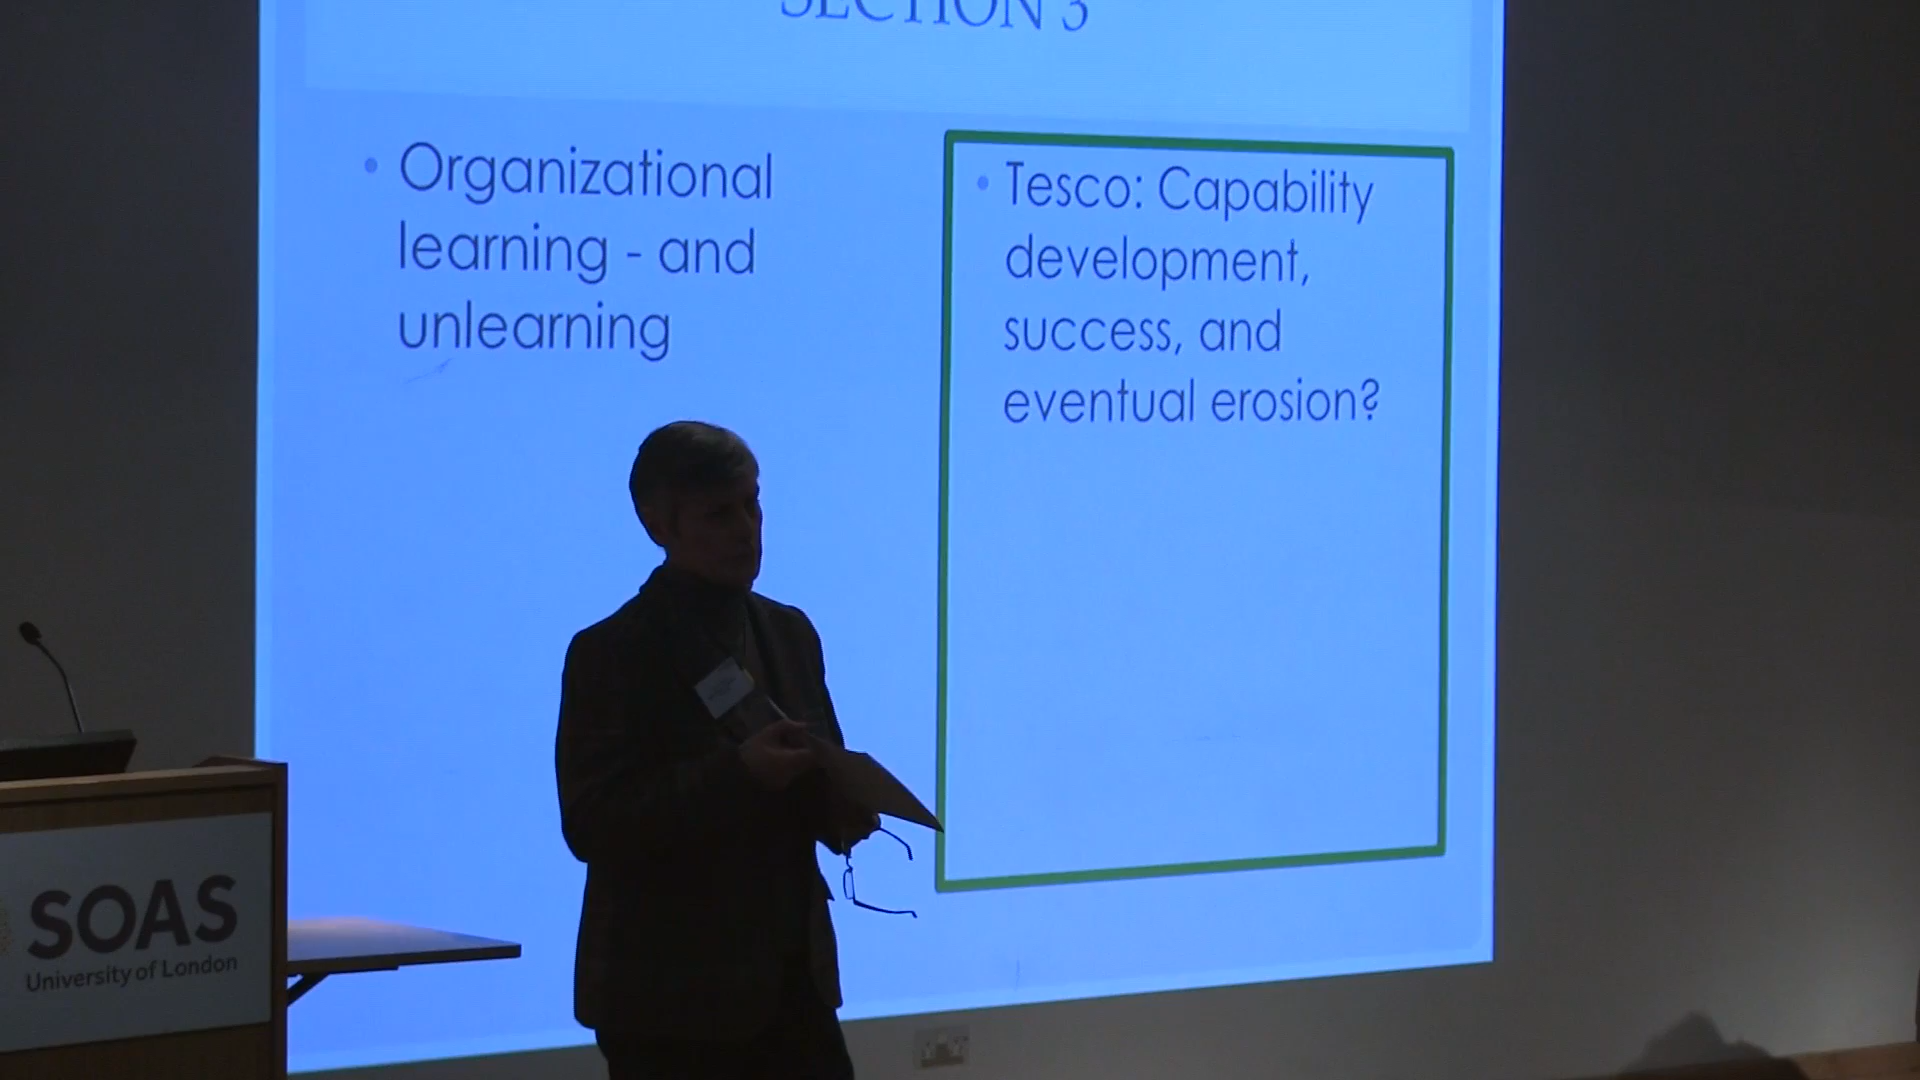 SECTION 3
• Organizational
learning - and
unlearning
• Tesco: Capability
development,
success, and
eventual erosion?
SOAS
University of London